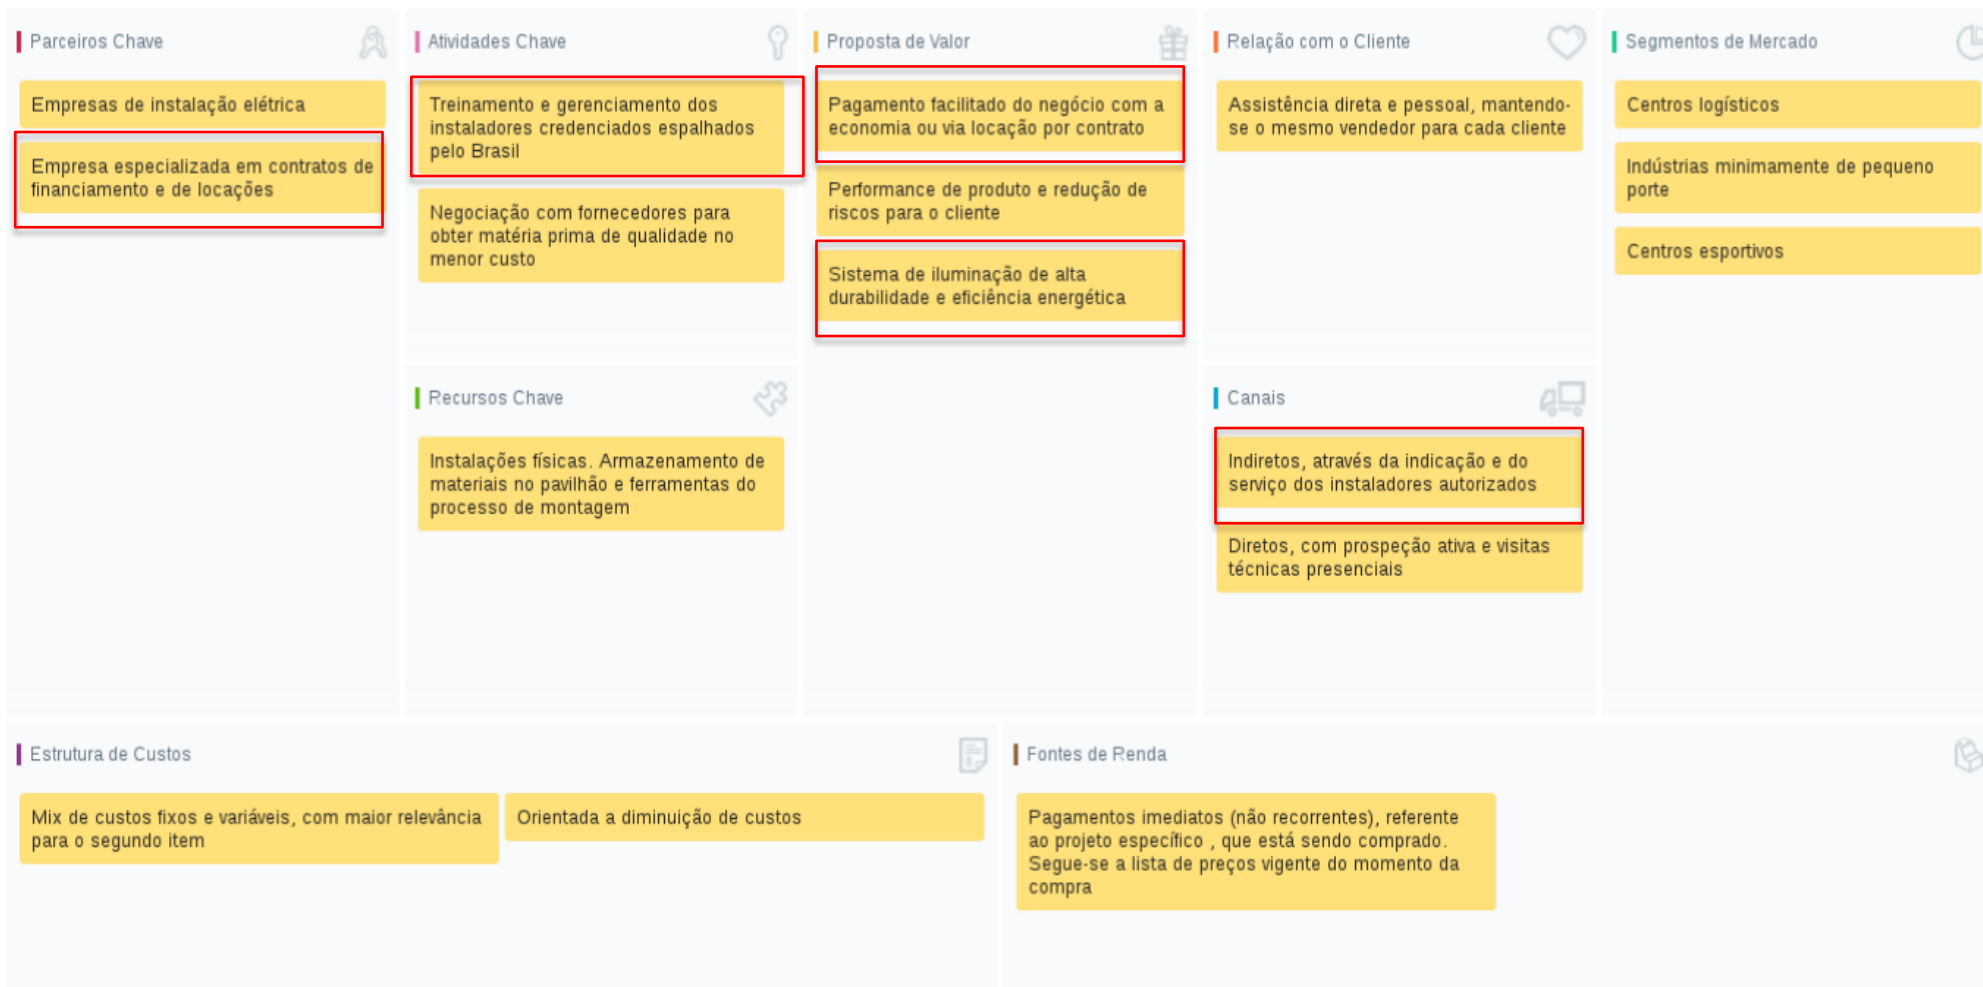 Parceiros Chave
Empresas de instalação elétrica
Empresa especializada em contratos de
financiamento e de locações
Atividades Chave
Treinamento e gerenciamento dos
instaladores credenciados espalhados
pelo Brasil
Negociação com fornecedores para
obter matéria prima de qualidade no
menor custo
Recursos Chave
Instalações físicas. Armazenamento de
materiais no pavilhão e ferramentas do
processo de montagem
Proposta de Valor
Pagamento facilitado do negócio com a
economia ou via locação por contrato
Performance de produto e redução de
riscos para o cliente
Sistema de iluminação de alta
durabilidade e eficiência energética
Relação com o Cliente
Assistência direta e pessoal, mantendo-
se o mesmo vendedor para cada cliente
Canais
Indiretos, através da indicação e do
serviço dos instaladores autorizados
Diretos, com prospeção ativa e visitas
técnicas presenciais
Segmentos de Mercado
Centros logísticos
Indústrias minimamente de pequeno
porte
Centros esportivos
Estrutura de Custos
Mix de custos fixos e variáveis, com maior relevância
para o segundo item
Orientada a diminuição de custos
Fontes de Renda
Pagamentos imediatos (não recorrentes), referente
ao projeto específico , que está sendo comprado.
Segue-se a lista de preços vigente do momento da
compra